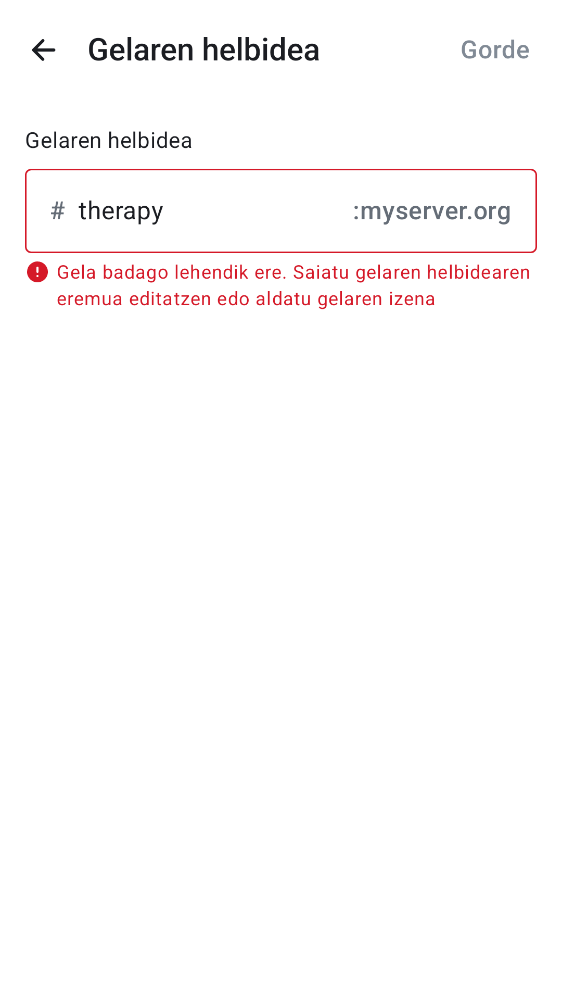 Gelaren helbidea
Gorde
Gelaren helbidea
# therapy :myserver.org
Gela badago lehendik ere. Saiatu gelaren helbidearen
eremua editatzen edo aldatu gelaren izena